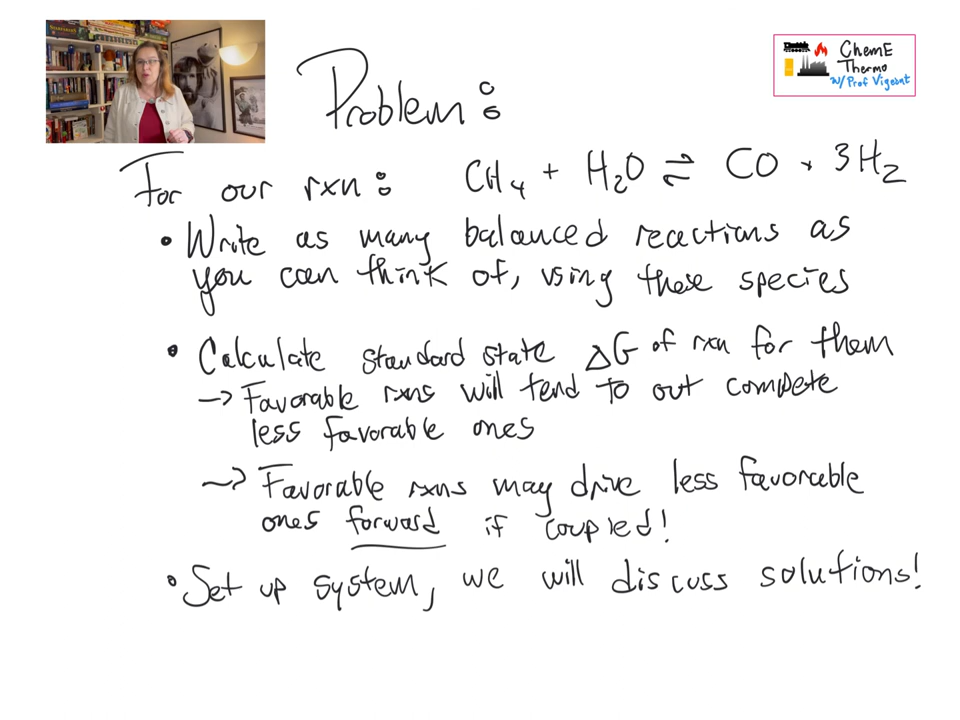 ChemE
Thermo
w/ Prof Vigeant
Problem:
For our rxn: CH4 + H2O ⇌ CO + 3H2
• Write as many balanced reactions as
you can think of, using these species
• Calculate standard state ΔG of rxn for them
→ Favorable rxns will tend to out compete
less favorable ones
→ Favorable rxns may drive less favorable
ones forward if coupled!
• Set up system, we will discuss solutions!